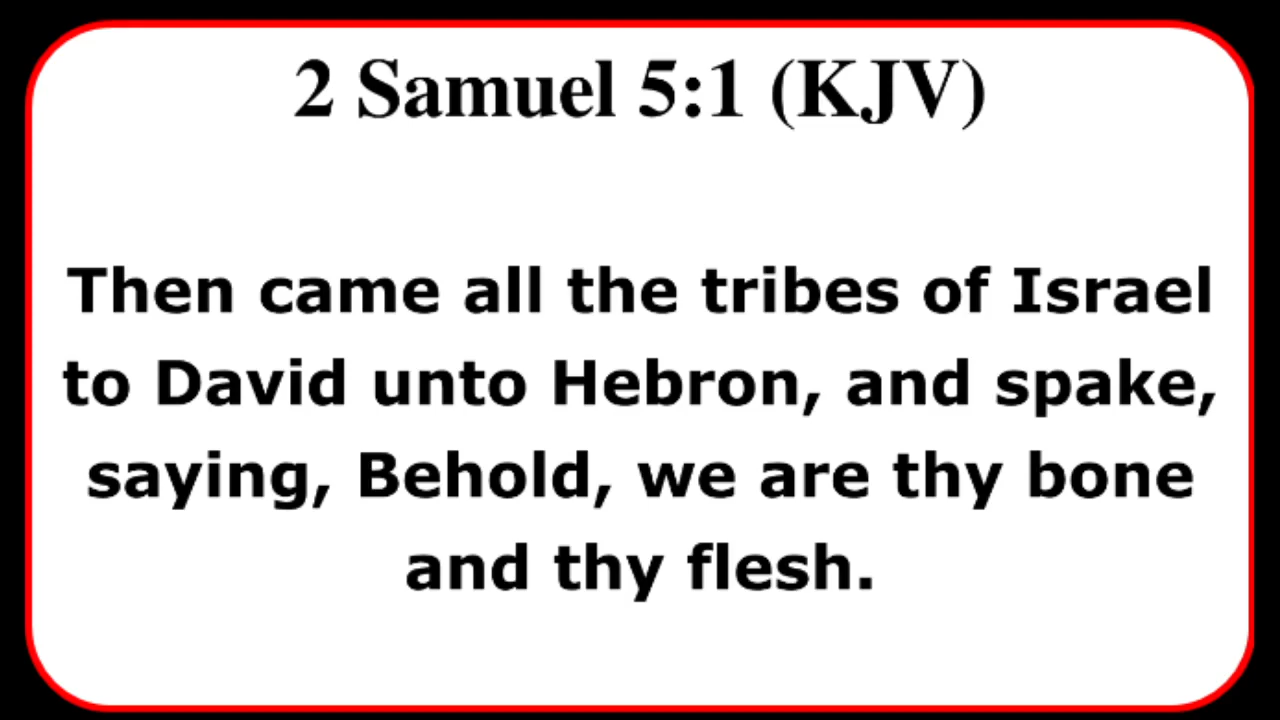 2 Samuel 5:1 (KJV)
Then came all the tribes of Israel
to David unto Hebron, and spake,
saying, Behold, we are thy bone
and thy flesh.